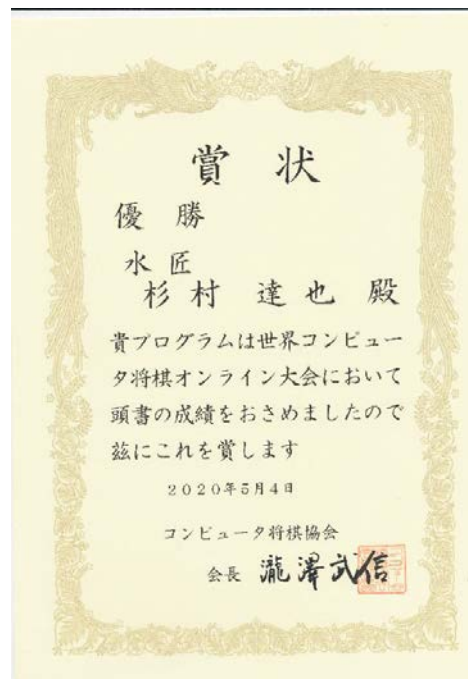 賞状
優勝
水匠
杉村 達也 殿
貴プログラムは世界コンピュー
タ将棋オンライン大会において
頭書の成績をおさめましたので
玆にこれを賞します
2020年5月4日
コンピュータ将棋協会
会長 瀧澤武信